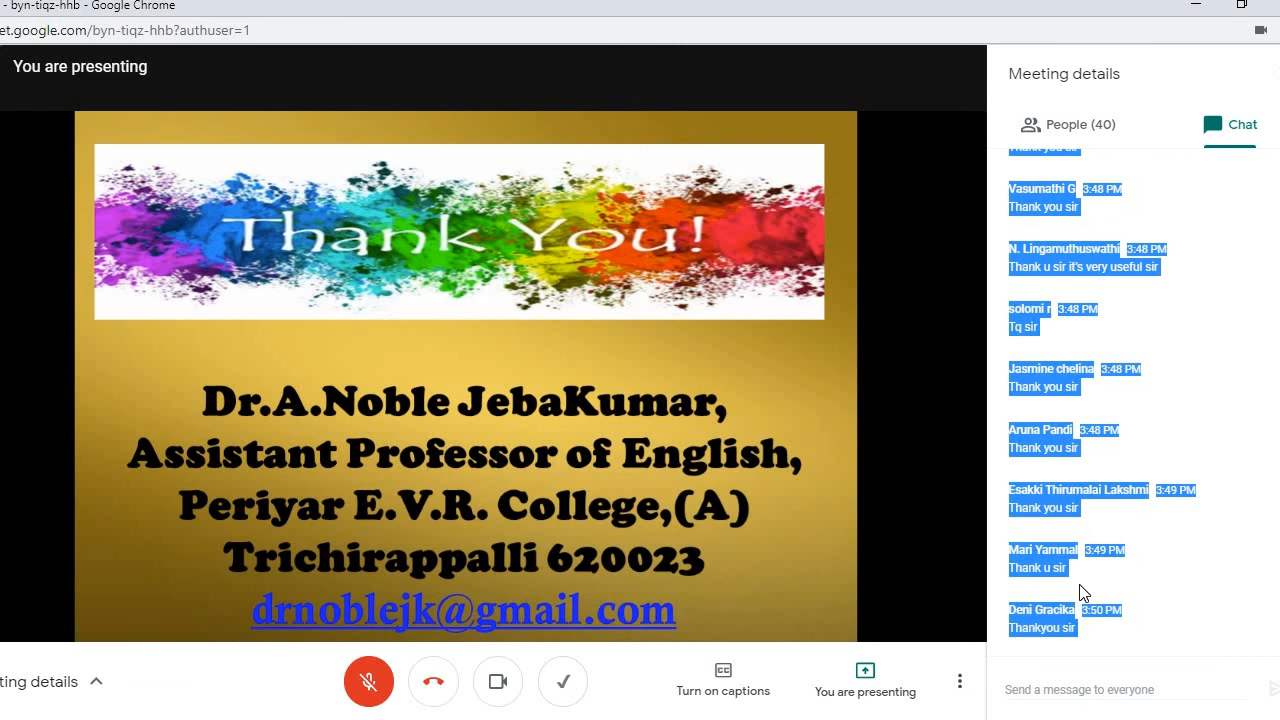 - byn-tiqz-hhb - Google Chrome
et.google.com/byn-tiqz-hhb?authuser=1
You are presenting
Thank You!
Dr.A.Noble JebaKumar,
Assistant Professor of English,
Periyar E.V.R. College,(A)
Trichirappalli 620023
drnoblejk@gmail.com
ting details
Turn on captions
You are presenting
Meeting details
People (40)
Chat
Thank you sir
Vasumathi G 3:48 PM
Thank you sir
N. Lingamuthuswathi 3:48 PM
Thank u sir it's very useful sir
solomi r 3:48 PM
Tq sir
Jasmine chelina 3:48 PM
Thank you sir
Aruna Pandi 3:48 PM
Thank you sir
Esakki Thirumalai Lakshmi 3:49 PM
Thank you sir
Mari Yammal 3:49 PM
Thank u sir
Deni Gracika 3:50 PM
Thankyou sir
Send a message to everyone